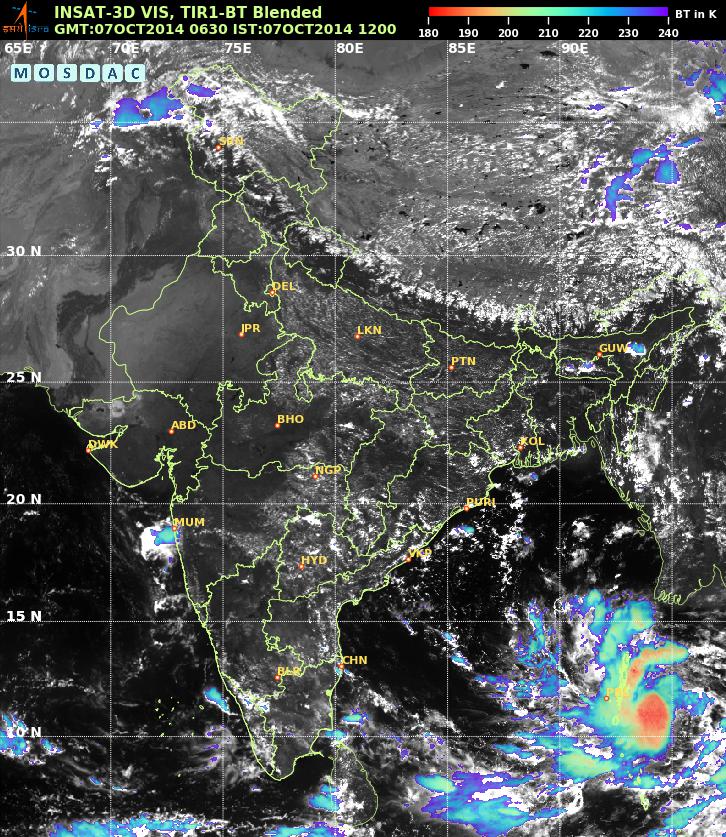 INSAT-3D VIS, TIR1-BT Blended
GMT:07OCT2014 0630 IST:07OCT2014 1200
BT in K
180 190 200 210 220 230 240
65E 70E 75E 80E 85E 90E
MOSDAC
SRN
30 N
DEL
JPR
LKN
GUW
PTN
25 N
BHO
ABD
DWK
KOL
NGP
20 N
PURI
MUM
VKP
HYD
15 N
CHN
BLR
10 N